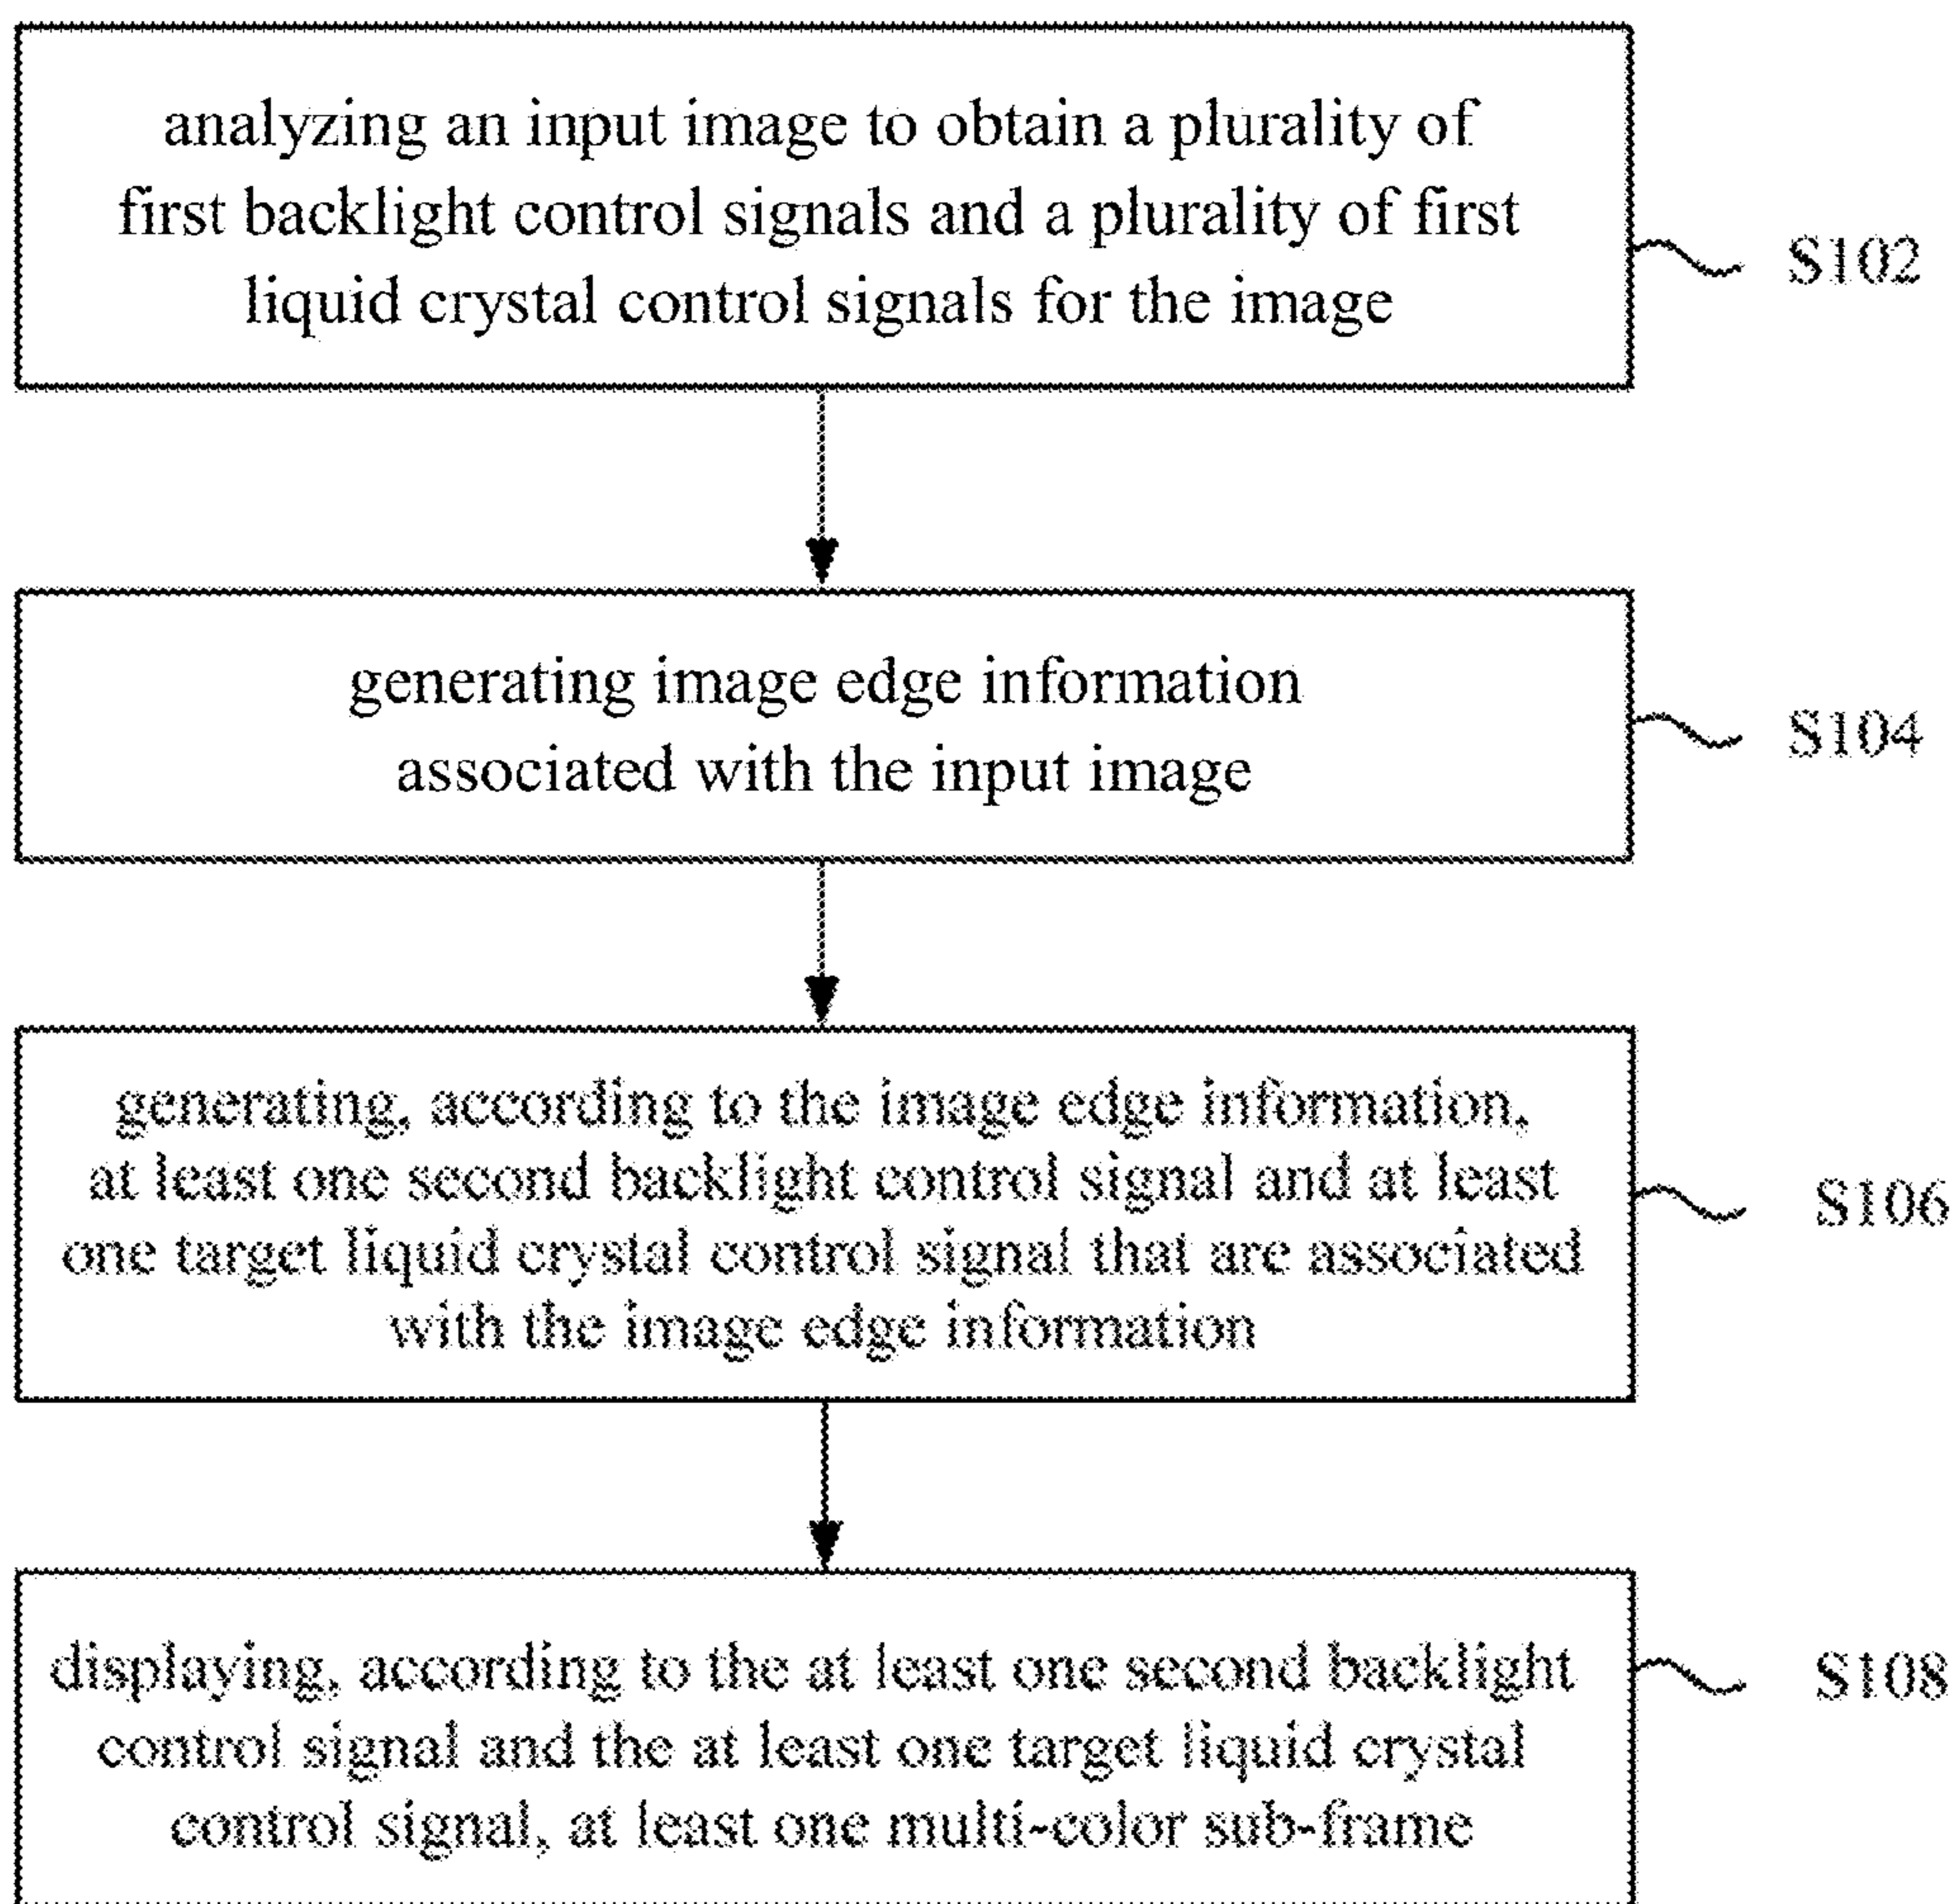 analyzing an input image to obtain a plurality of
first backlight control signals and a plurality of first
liquid crystal control signals for the image
S102
generating image edge information
associated with the input image
S104
generating, according to the image edge information,
at least one second backlight control signal and at least
one target liquid crystal control signal that are associated
with the image edge information
S106
displaying, according to the at least one second backlight
control signal and the at least one target liquid crystal
control signal, at least one multi-color sub-frame
S108